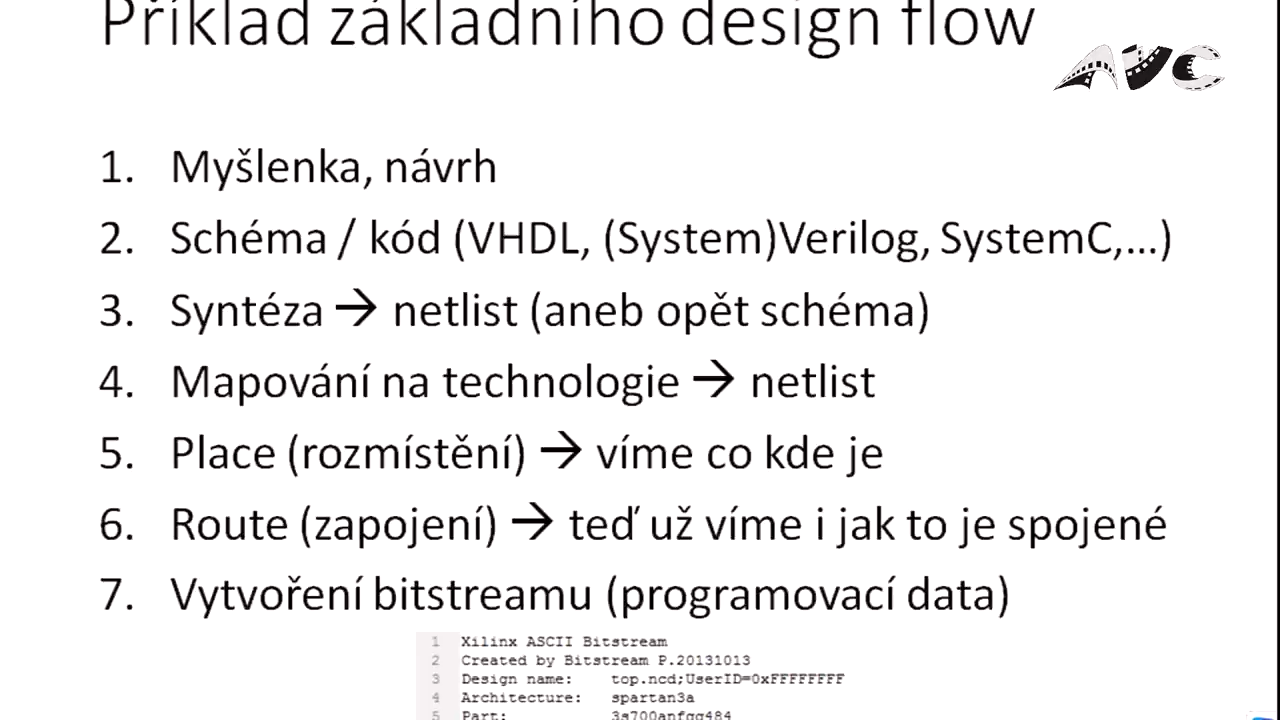 Příklad základního design flow
AVC
1. Myšlenka, návrh
2. Schéma / kód (VHDL, (System)Verilog, SystemC,...)
3. Syntéza → netlist (aneb opět schéma)
4. Mapování na technologie → netlist
5. Place (rozmístění) → víme co kde je
6. Route (zapojení) → teď už víme i jak to je spojené
7. Vytvoření bitstreamu (programovací data)
1 Xilinx ASCII Bitstream
2 Created by Bitstream P.20131013
3 Design name: top.ncd;UserID=0xFFFFFFFF
4 Architecture: spartan3a
5 Part: 3s700anfgg484